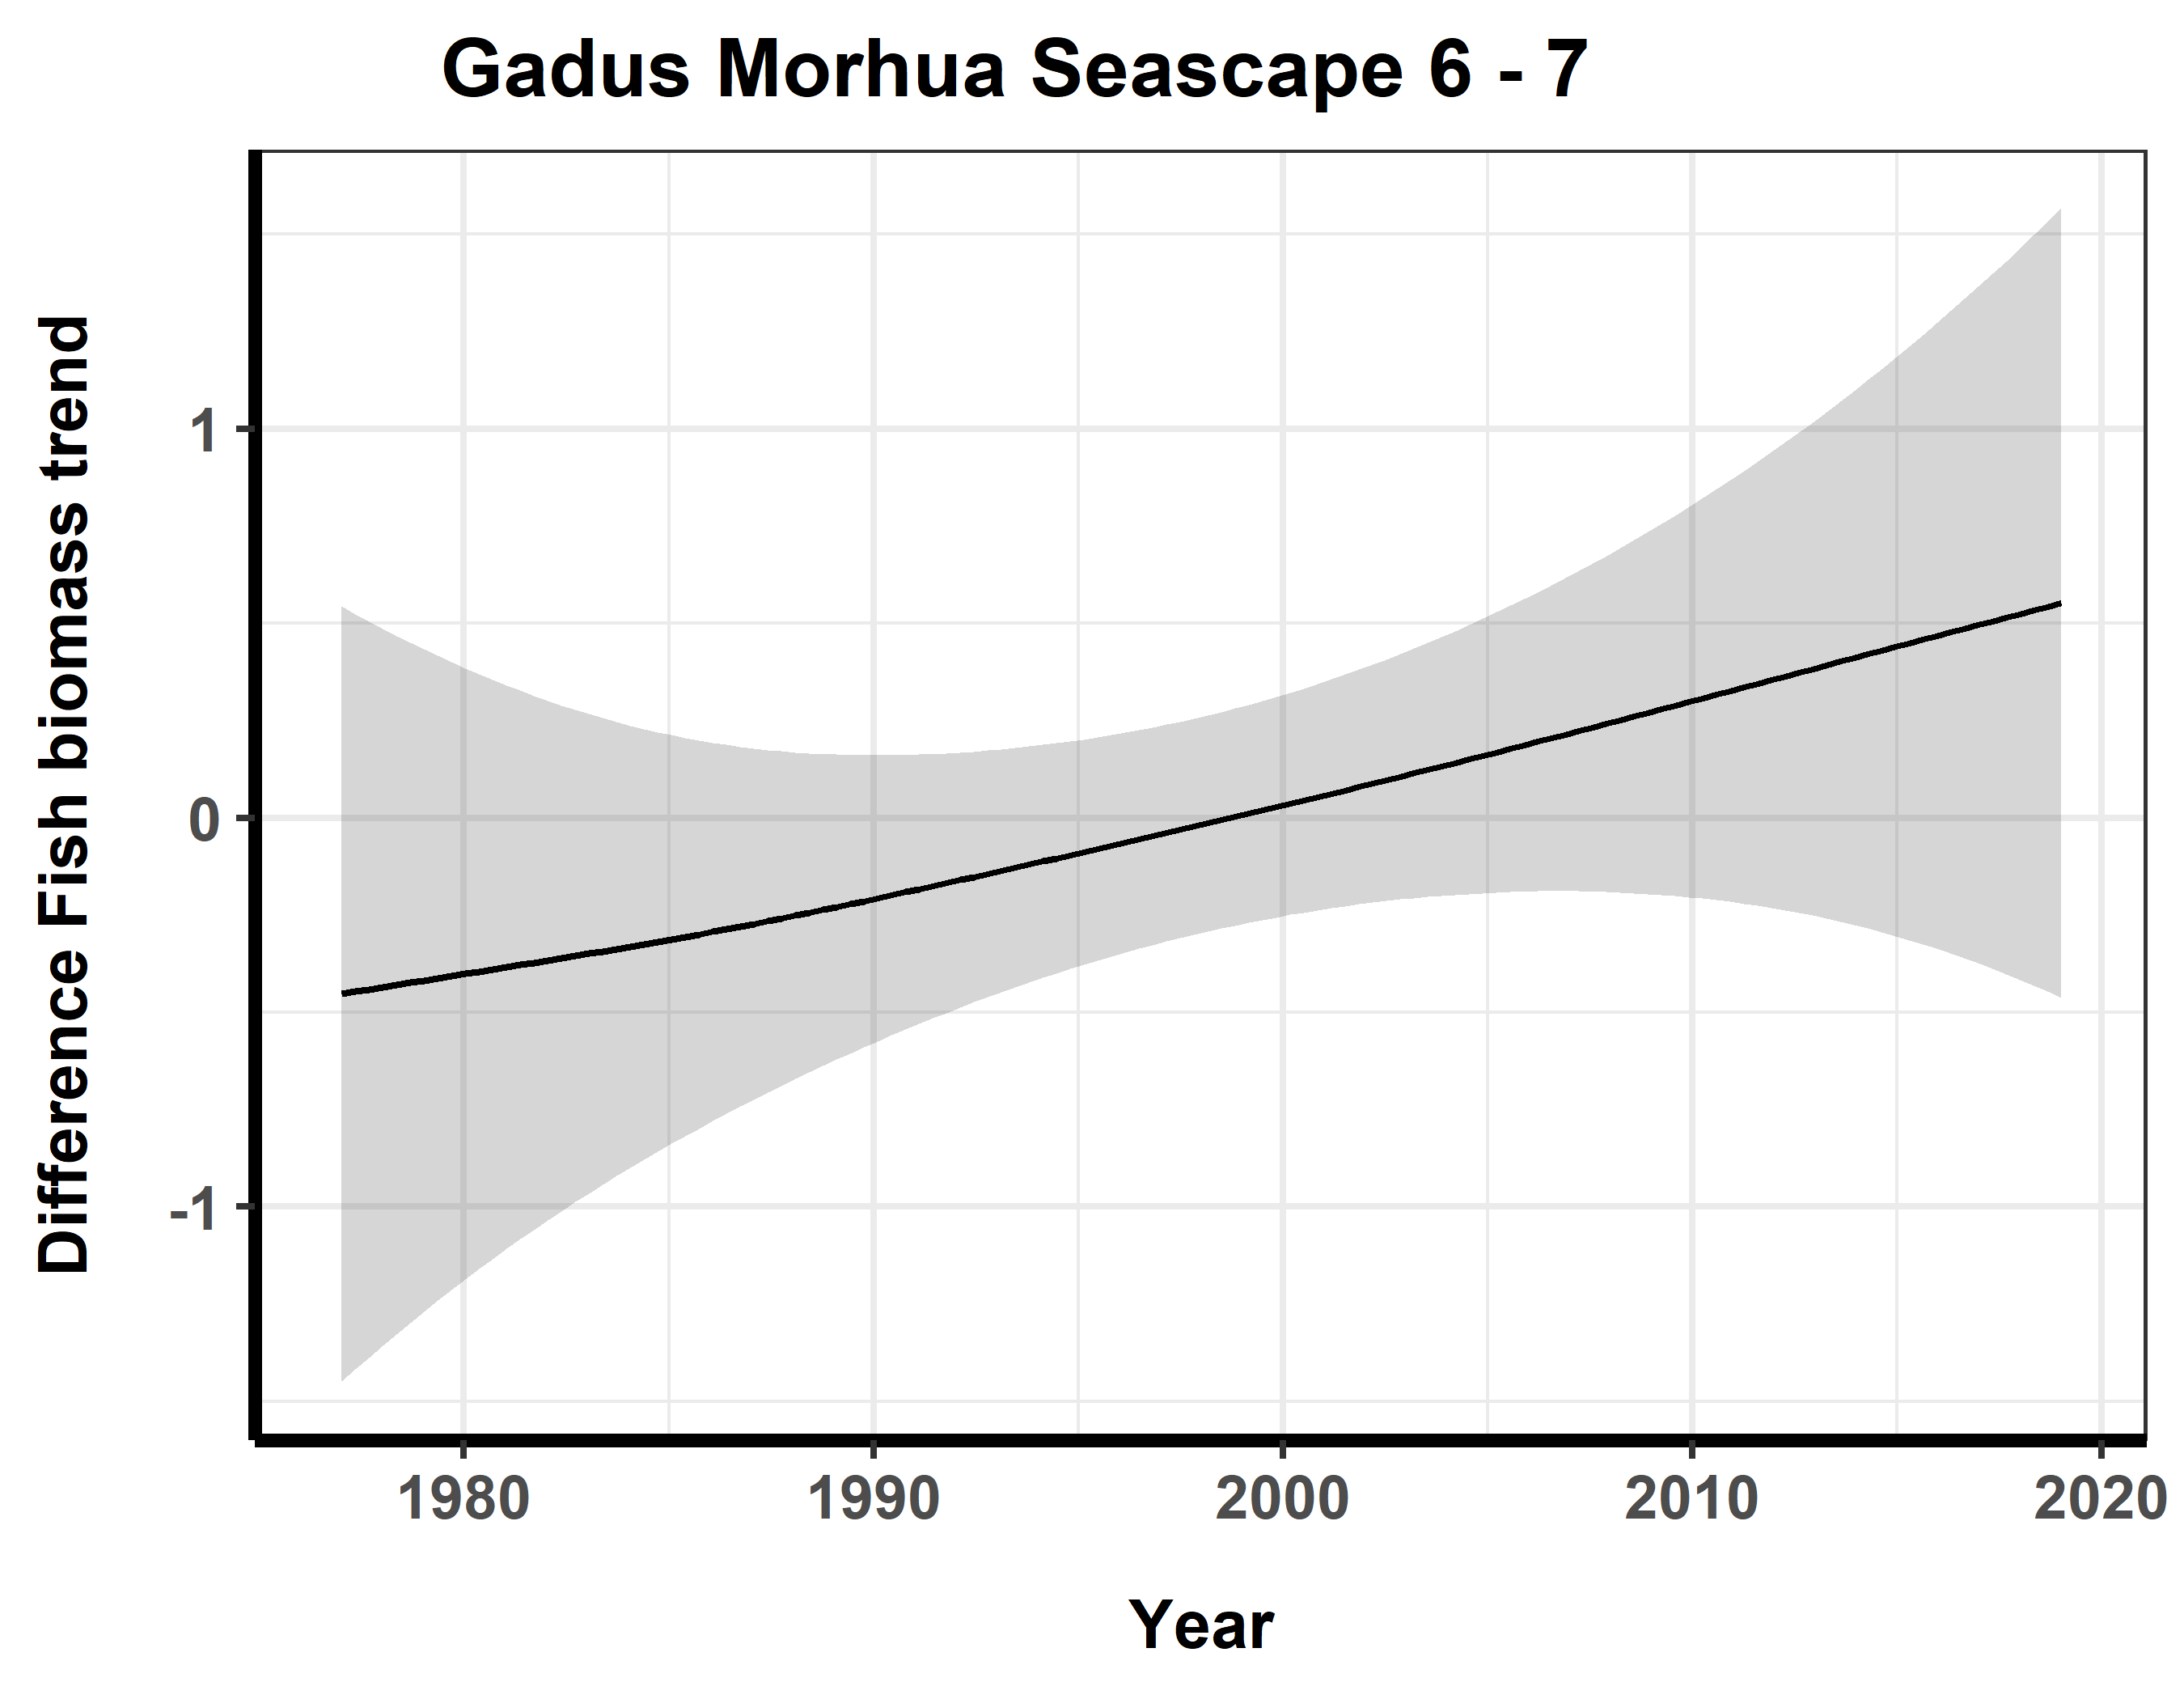 Gadus Morhua Seascape 6 - 7
Difference Fish biomass trend
1
0
-1
1980 1990 2000 2010 2020
Year